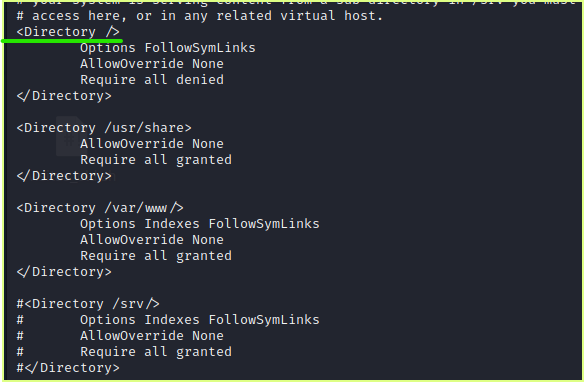 # your system is serving content from a sub-directory in /srv you must
# access here, or in any related virtual host.
<Directory />
Options FollowSymLinks
AllowOverride None
Require all denied
</Directory>
<Directory /usr/share>
AllowOverride None
Require all granted
</Directory>
<Directory /var/www/>
Options Indexes FollowSymLinks
AllowOverride None
Require all granted
</Directory>
#<Directory /srv/>
#       Options Indexes FollowSymLinks
#       AllowOverride None
#       Require all granted
#</Directory>